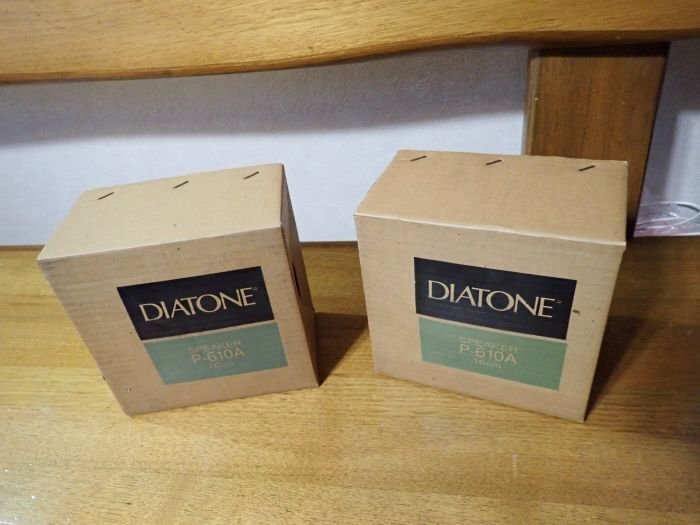 DIATONE
SPEAKER
P-610A
16cm
DIATONE
SPEAKER
P-610A
16cm